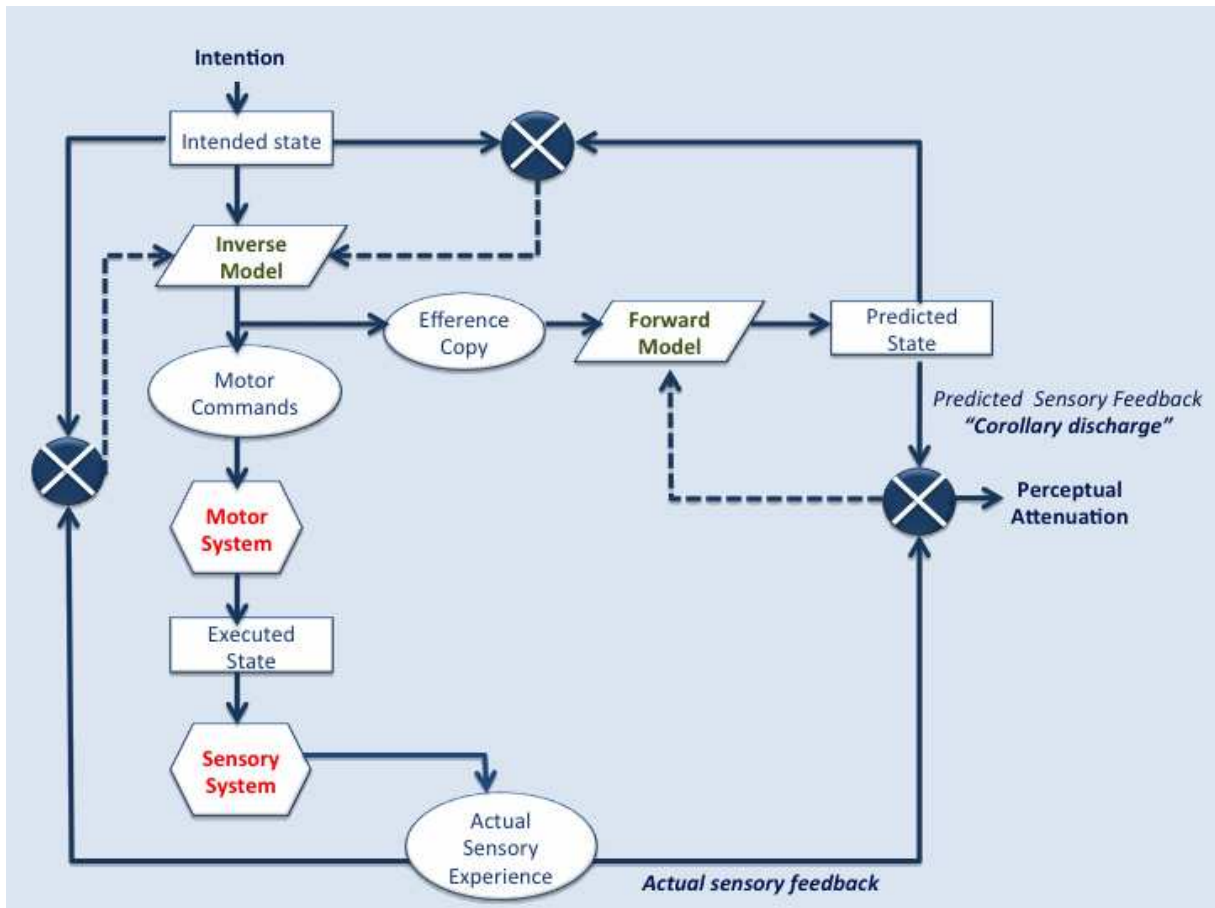 Intention
Intended state
Inverse
Model
Efference
Copy
Forward
Model
Predicted
State
Motor
Commands
Predicted Sensory Feedback
“Corollary discharge”
Perceptual
Attenuation
Motor
System
Executed
State
Sensory
System
Actual
Sensory
Experience
Actual sensory feedback